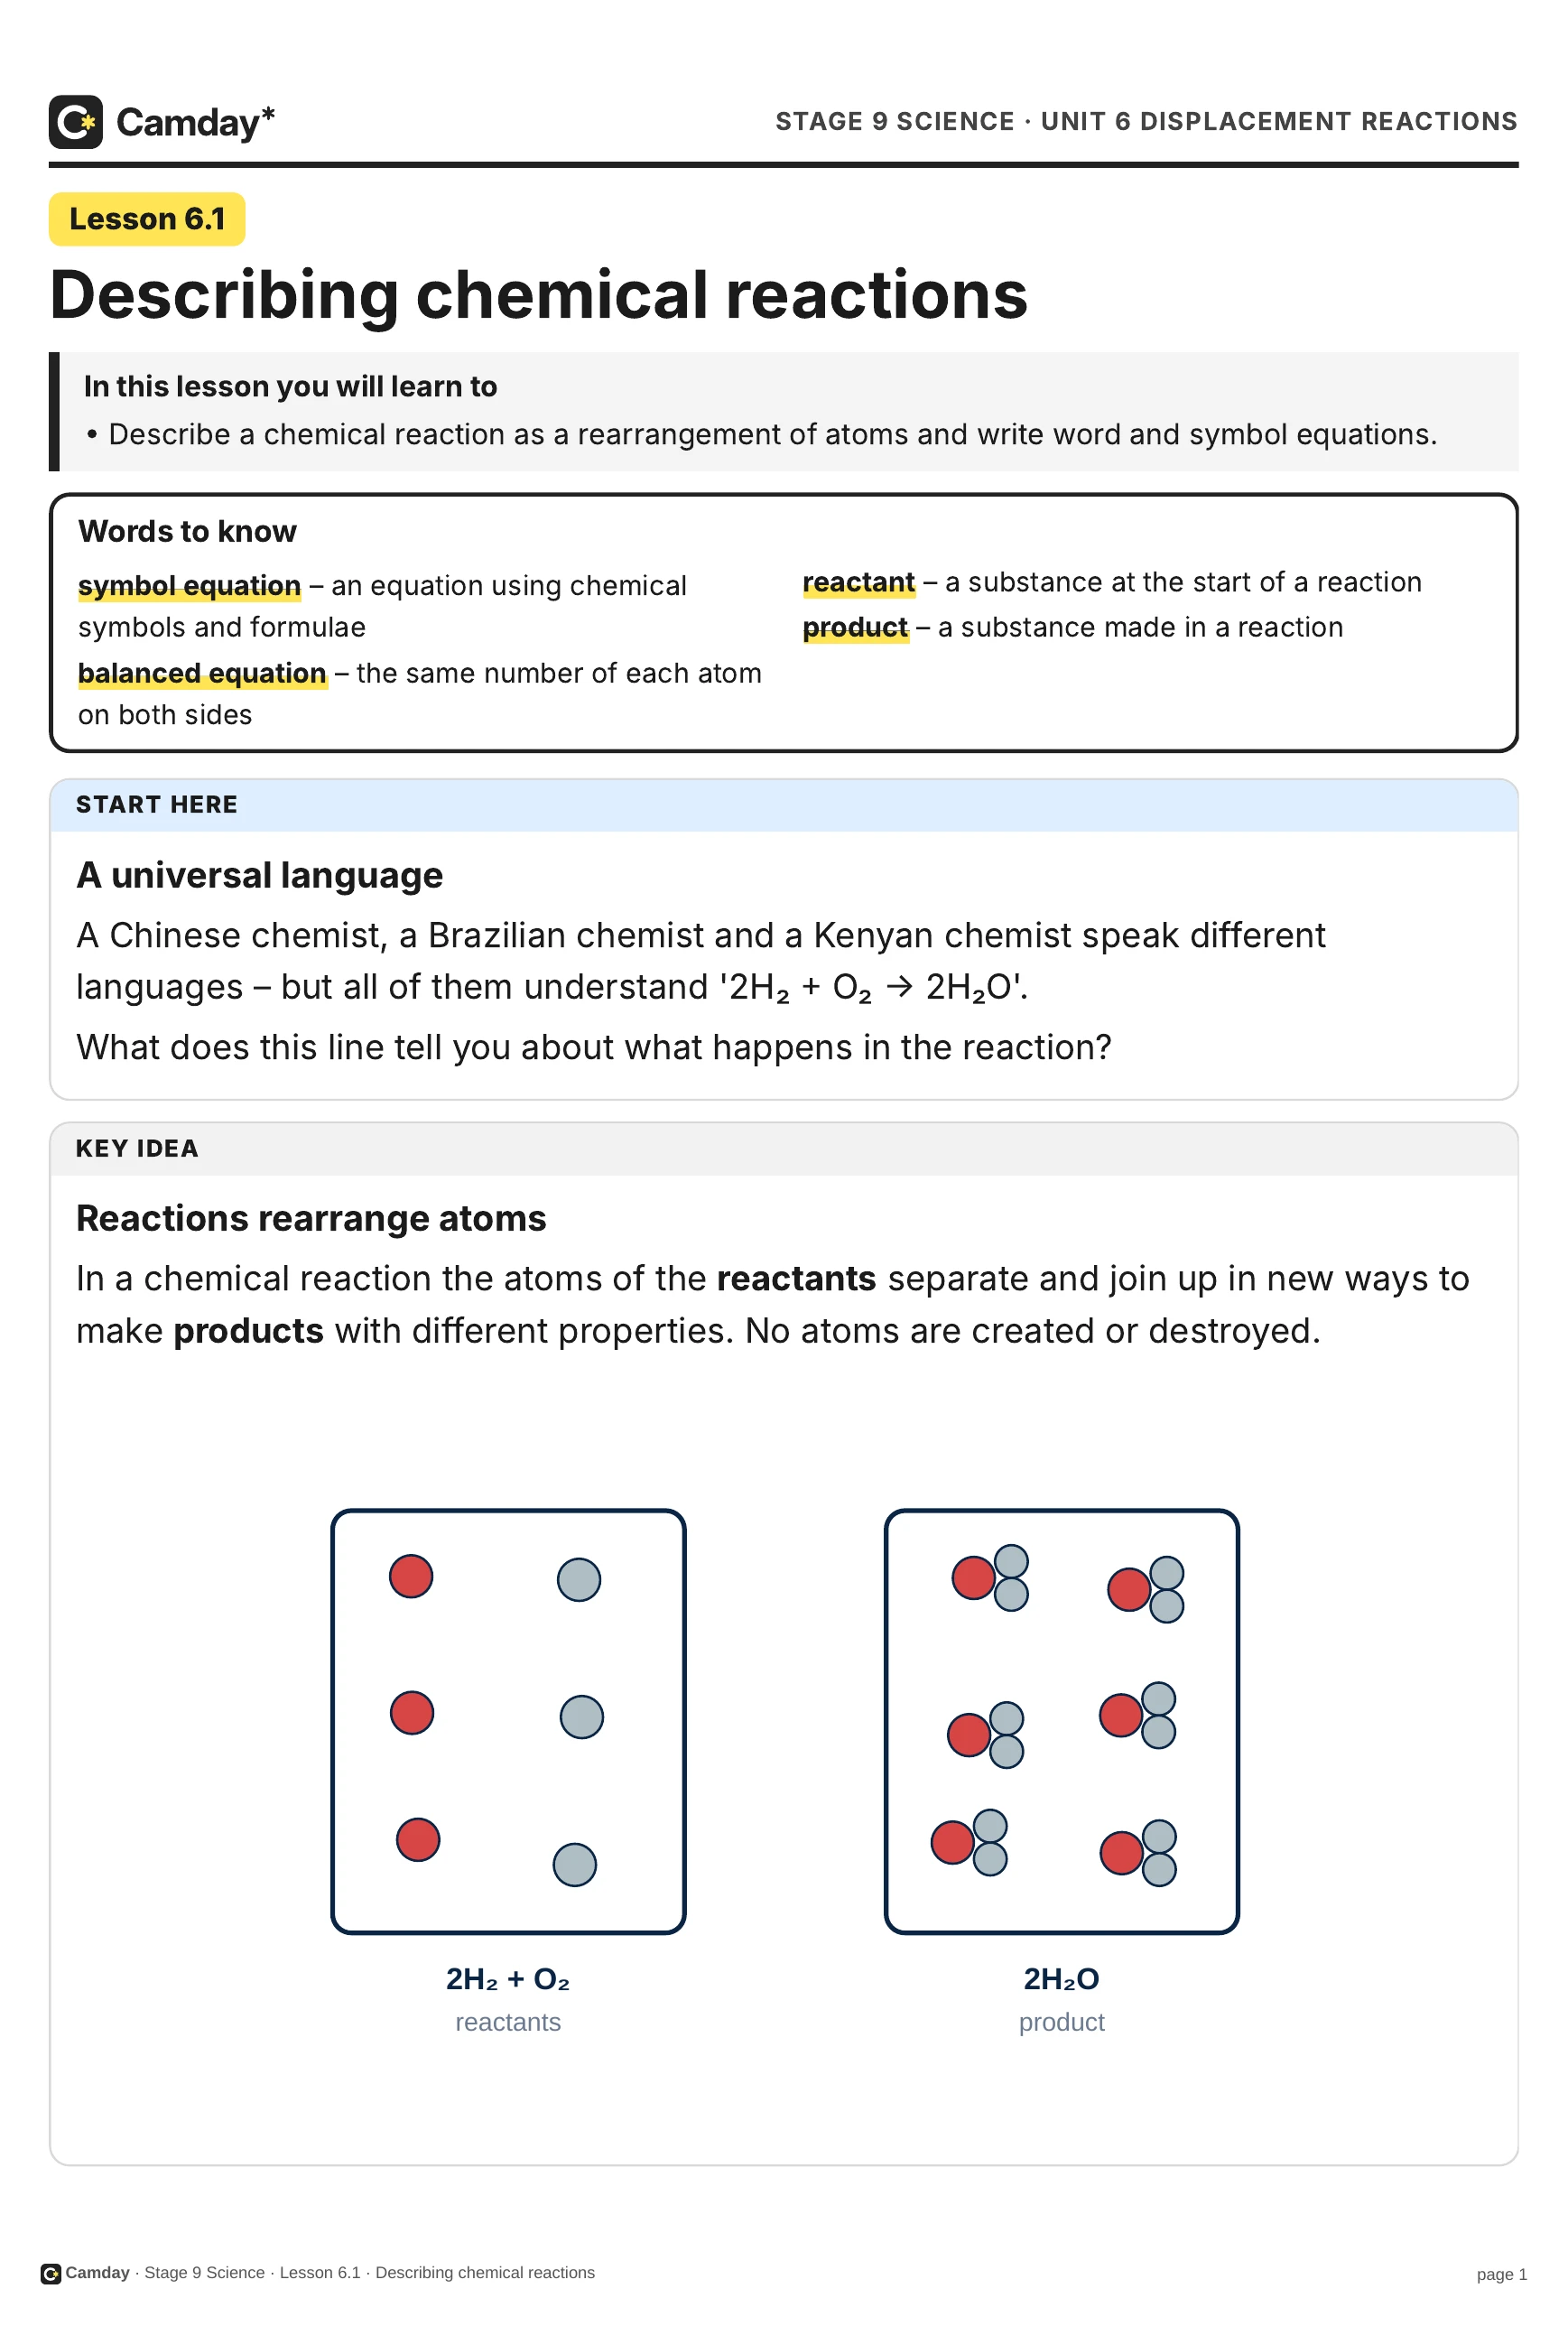 Camday*
STAGE 9 SCIENCE · UNIT 6 DISPLACEMENT REACTIONS
Lesson 6.1
Describing chemical reactions
In this lesson you will learn to
• Describe a chemical reaction as a rearrangement of atoms and write word and symbol equations.
Words to know
symbol equation – an equation using chemical
symbols and formulae
balanced equation – the same number of each atom
on both sides
reactant – a substance at the start of a reaction
product – a substance made in a reaction
START HERE
A universal language
A Chinese chemist, a Brazilian chemist and a Kenyan chemist speak different
languages – but all of them understand '2H₂ + O₂ → 2H₂O'.
What does this line tell you about what happens in the reaction?
KEY IDEA
Reactions rearrange atoms
In a chemical reaction the atoms of the reactants separate and join up in new ways to
make products with different properties. No atoms are created or destroyed.
2H₂ + O₂
reactants
2H₂O
product
Camday · Stage 9 Science · Lesson 6.1 · Describing chemical reactions
page 1